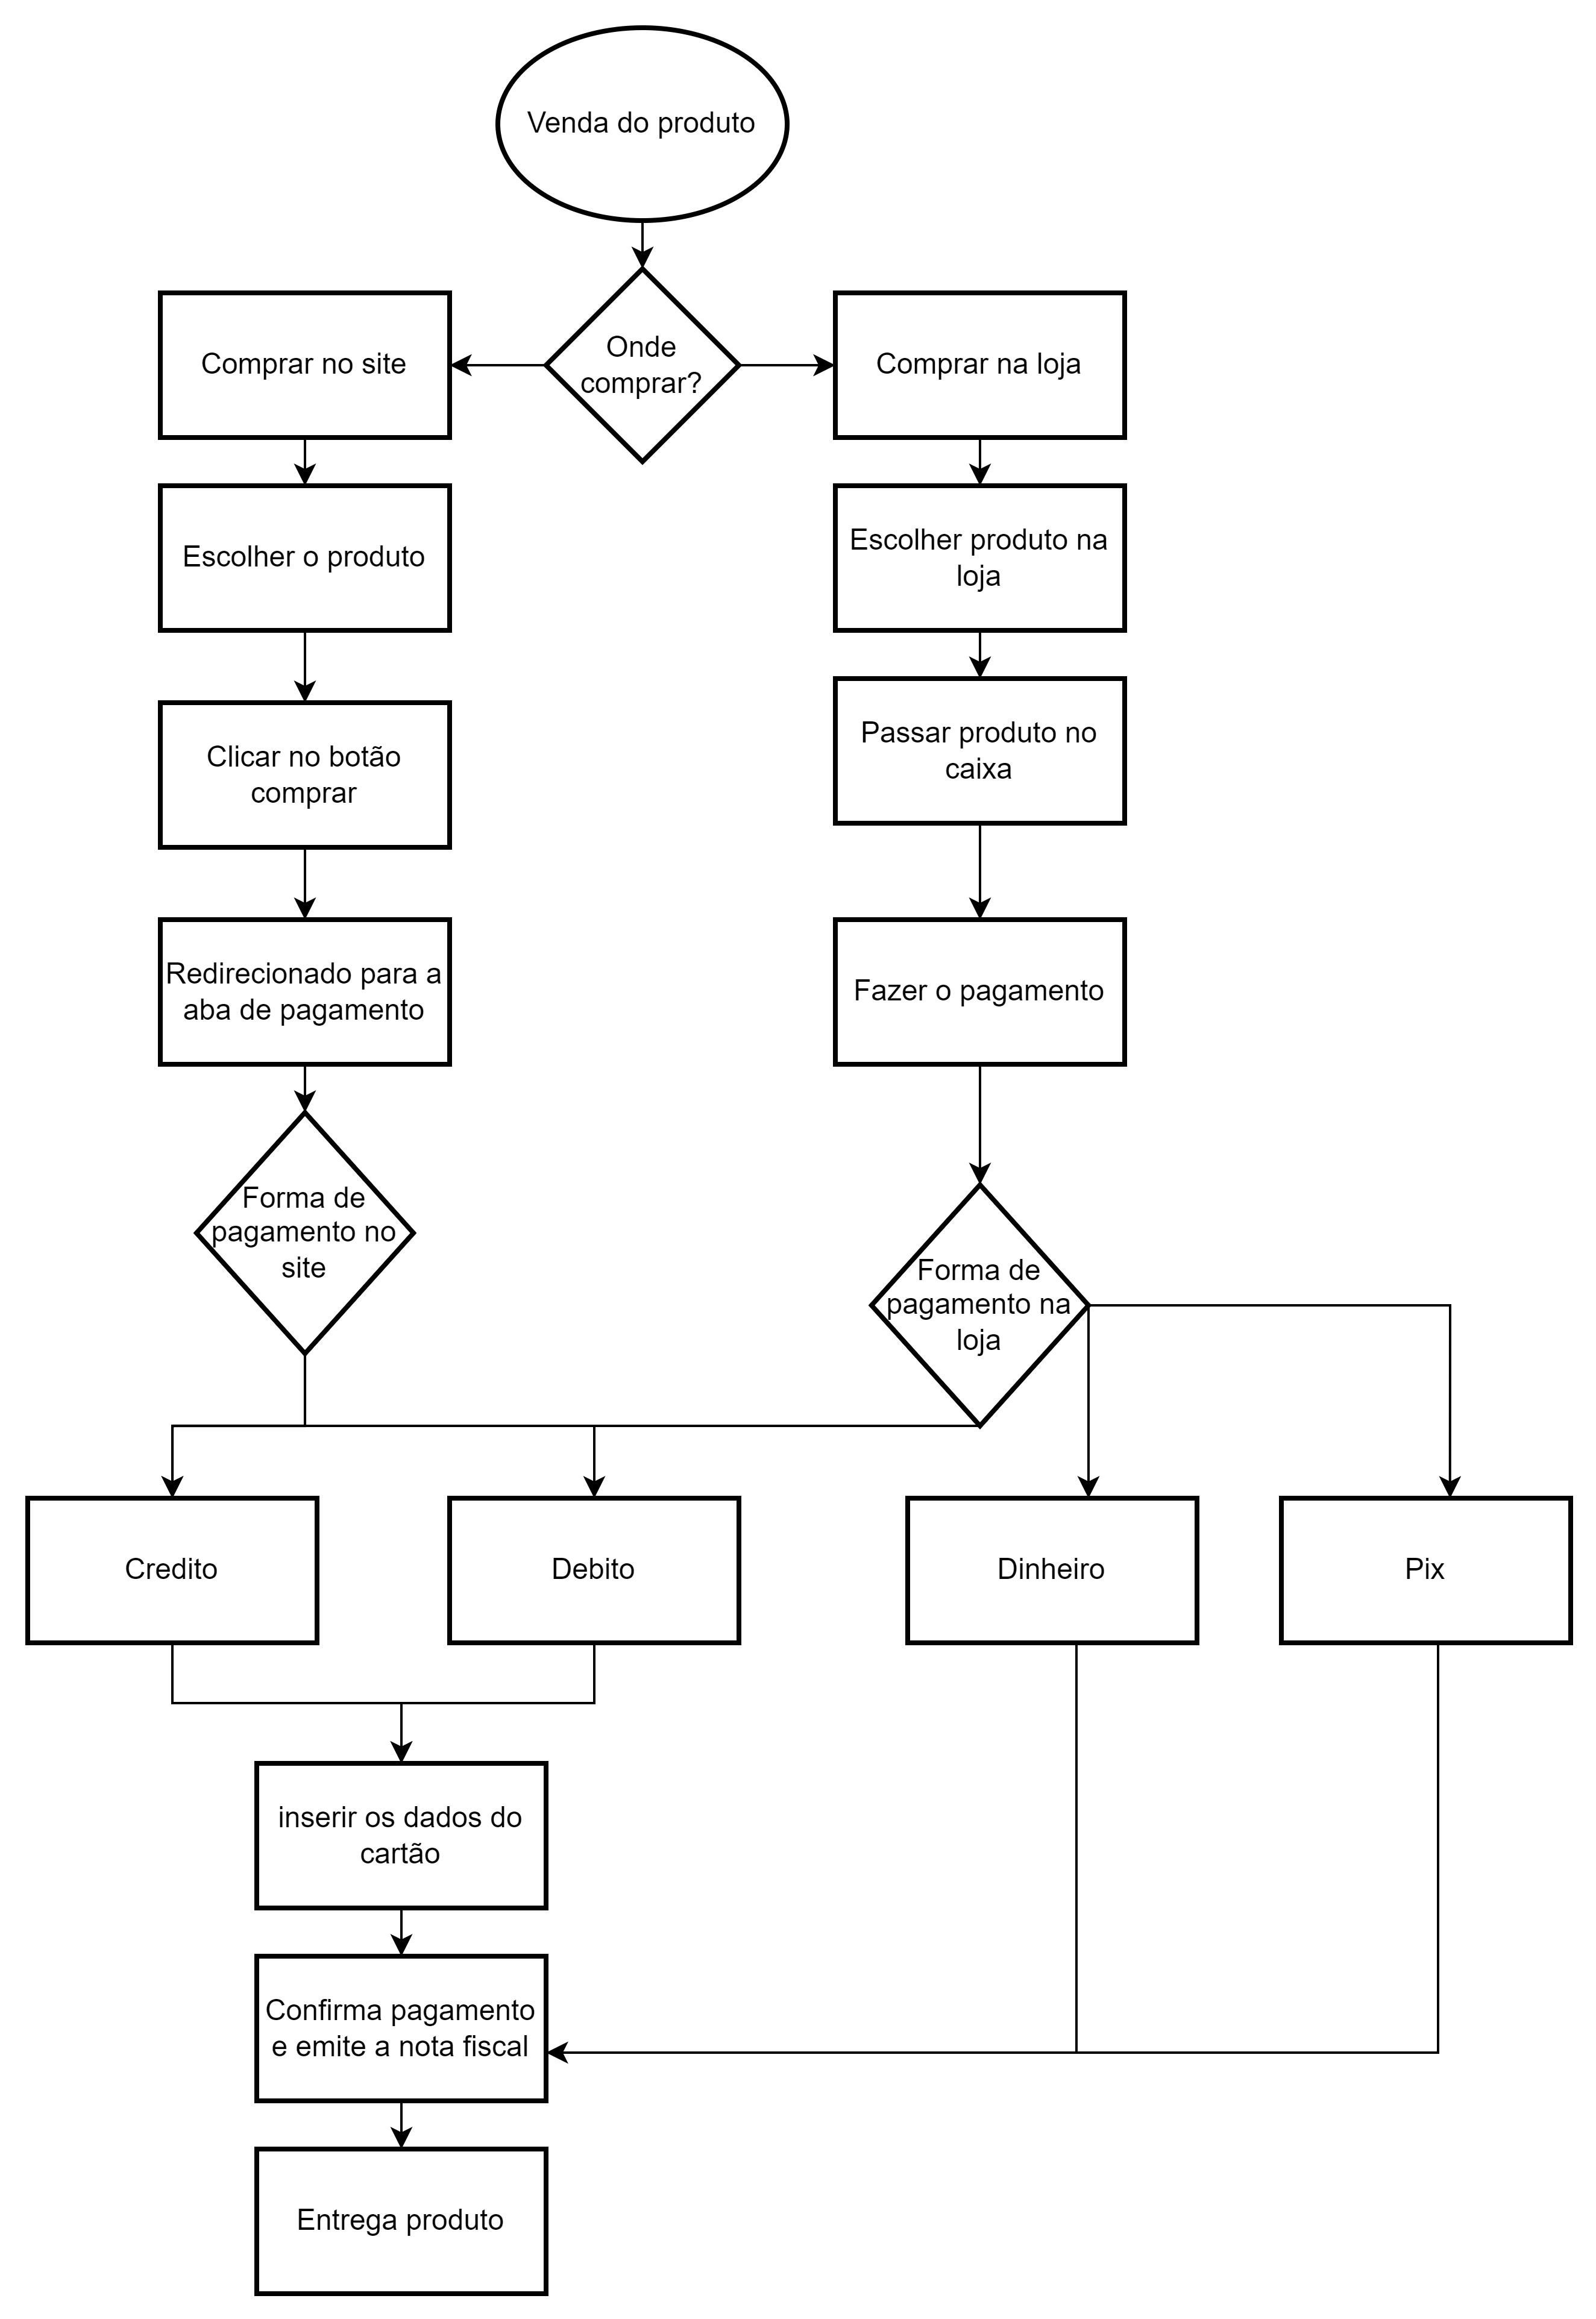 Venda do produto
Onde
comprar?
Comprar no site
Comprar na loja
Escolher o produto
Escolher produto na
loja
Clicar no botão
comprar
Passar produto no
caixa
Redirecionado para a
aba de pagamento
Fazer o pagamento
Forma de
pagamento no
site
Forma de
pagamento na
loja
Credito
Debito
Dinheiro
Pix
inserir os dados do
cartão
Confirma pagamento
e emite a nota fiscal
Entrega produto